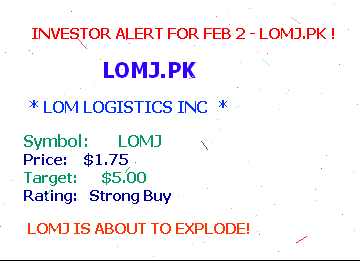 INVESTOR ALERT FOR FEB 2 - LOMJ.PK !
LOMJ.PK
* LOM LOGISTICS INC *
Symbol: LOMJ
Price: $1.75
Target: $5.00
Rating: Strong Buy
LOMJ IS ABOUT TO EXPLODE!